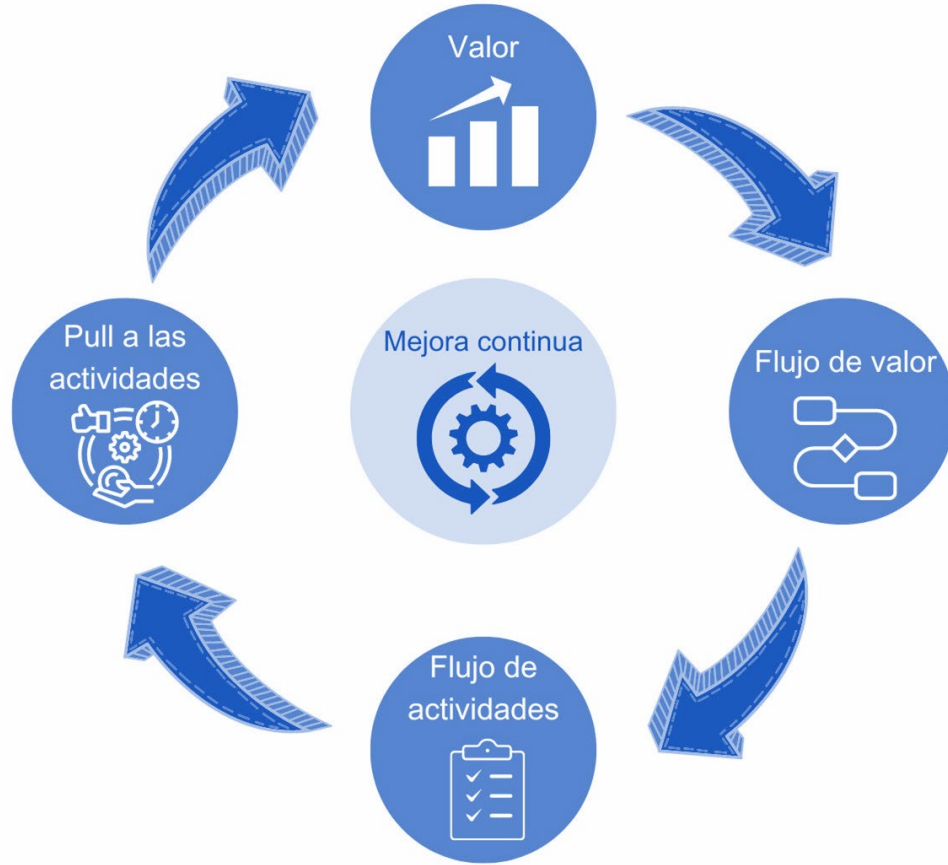 Valor
Flujo de valor
Flujo de
actividades
Pull a las
actividades
Mejora continua